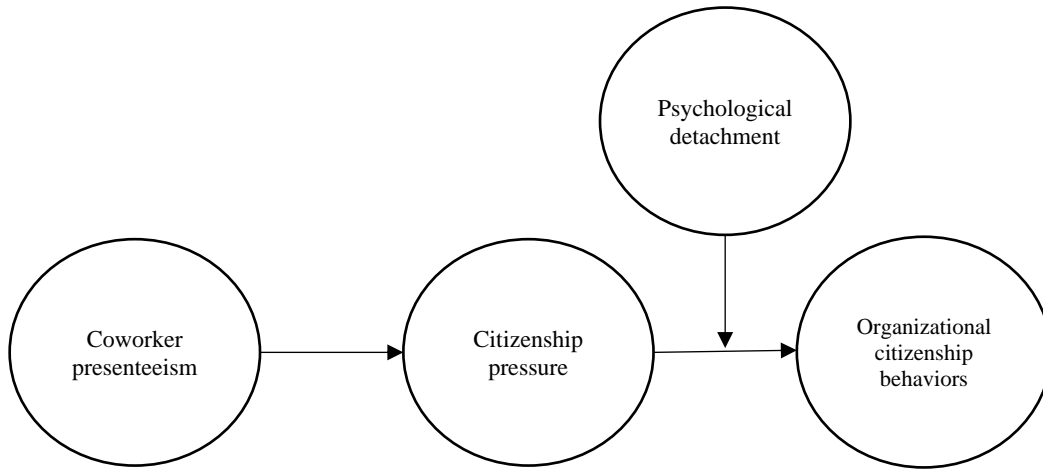 Psychological
detachment
Coworker
presenteeism
Citizenship
pressure
Organizational
citizenship
behaviors